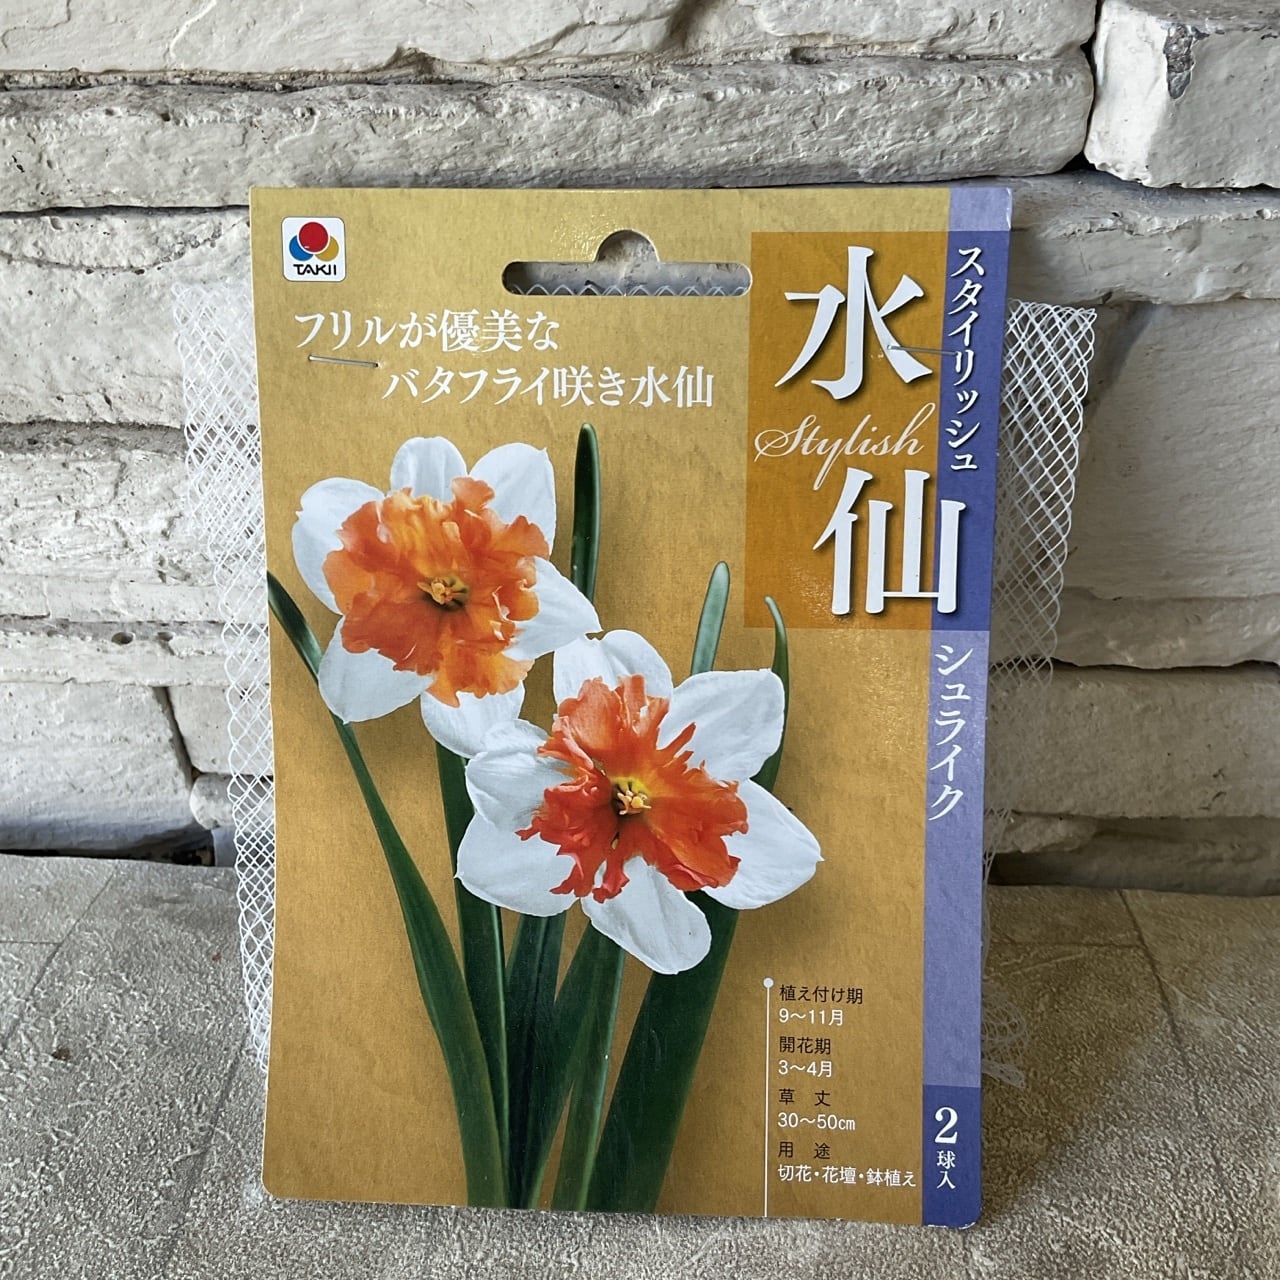 TAKII
フリルが優美な
バタフライ咲き水仙
水仙
Stylish
スタイリッシュ
シュライク
植え付け期
9〜11月
開花期
3〜4月
草 丈
30〜50cm
用 途
切花・花壇・鉢植え
2球入